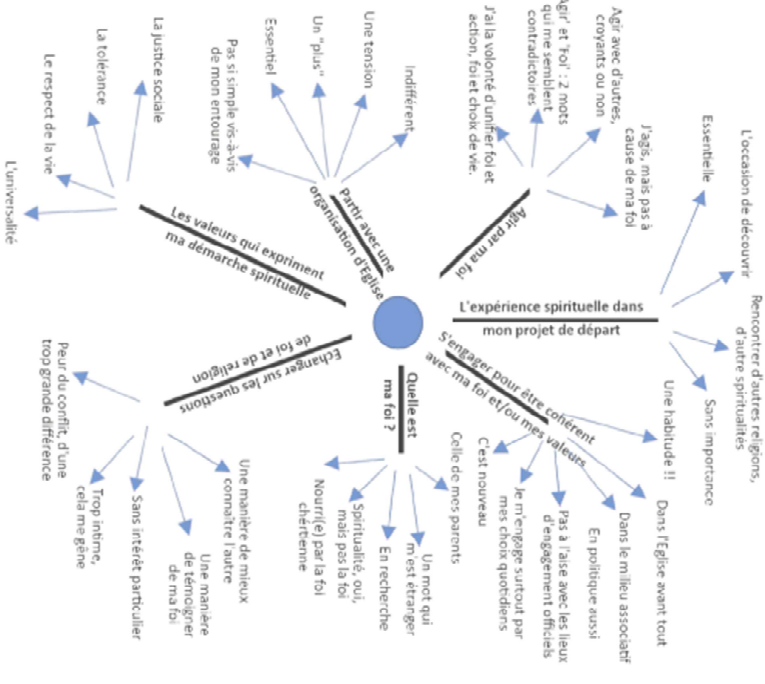 L'expérience spirituelle dans
mon projet de départ
Essentielle
L'occasion de découvrir
Rencontrer d'autres religions,
d'autre spiritualités
Sans importance
S'engager pour être cohérent
avec ma foi et/ou mes valeurs
Une habitude !!
Dans l'Eglise avant tout
Dans le milieu associatif
En politique aussi
Pas à l'aise avec les lieux
d'engagement officiels
Je m'engage surtout par
mes choix quotidiens
C'est nouveau
Quelle est
ma foi ?
Celle de mes parents
Un mot qui
m'est étranger
En recherche
Spiritualité, oui,
mais pas la foi
Nourri(e) par la foi
chértienne
Echanger sur les questions
de foi et de religion
Une manière de mieux
connaître l'autre
Une manière
de témoigner
de ma foi
Sans intérêt particulier
Trop intime,
cela me gêne
Peur du conflit, d'une
trop grande différence
Les valeurs qui expriment
ma démarche spirituelle
L'universalité
Le respect de la vie
La tolérance
La justice sociale
Partir avec une
organisation d'Eglise
Pas si simple vis-à-vis
de mon entourage
Essentiel
Un "plus"
Une tension
Indifférent
Agir par ma foi
J'ai la volonté d'unifier foi et
action, foi et choix de vie.
Agir' et 'Foi' : 2 mots
qui me semblent
contradictoires
Agir avec d'autres,
croyants ou non
J'agis, mais pas à
cause de ma foi